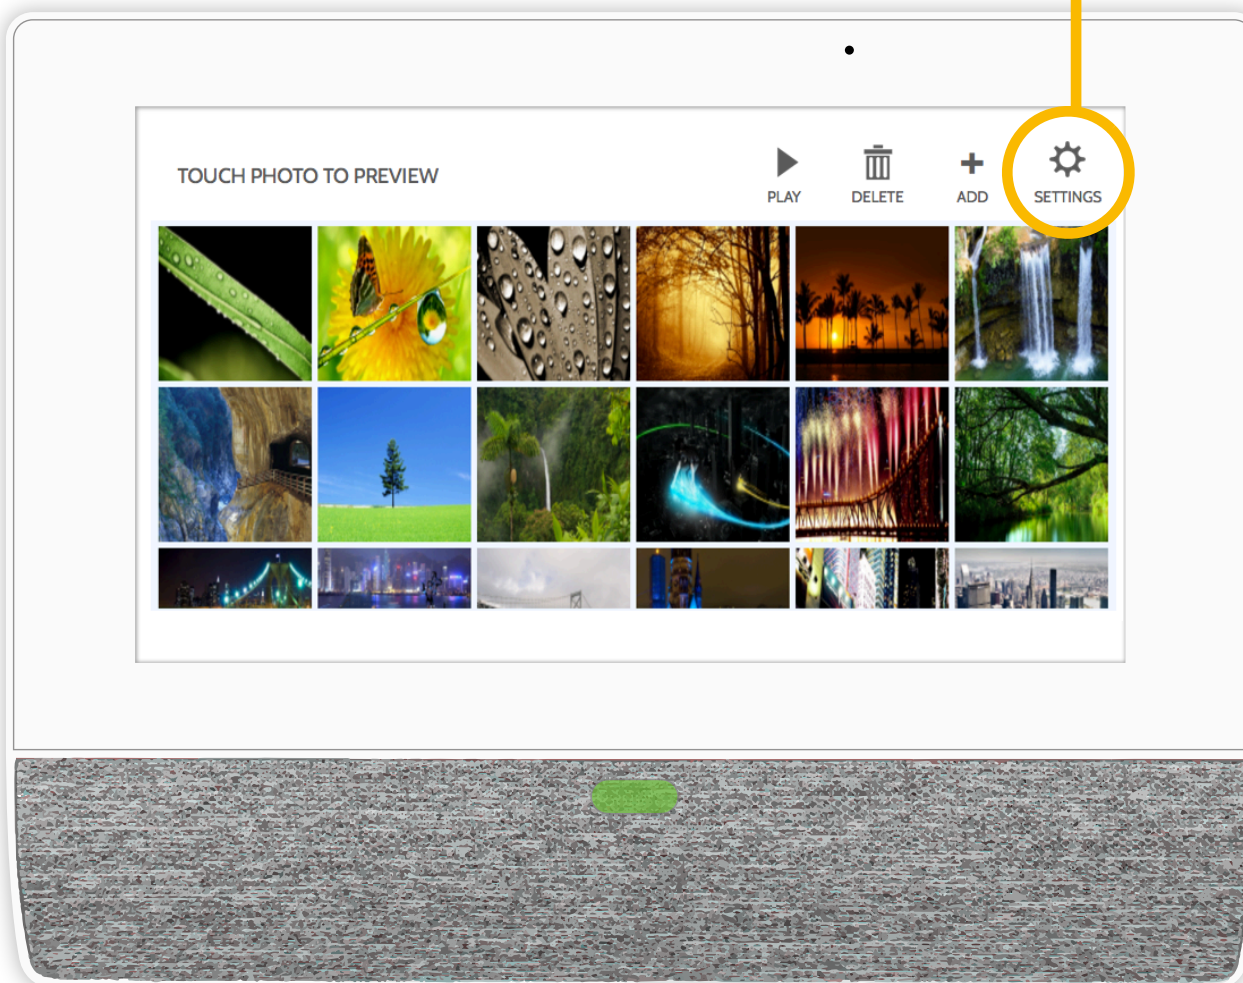 TOUCH PHOTO TO PREVIEW
PLAY
DELETE
ADD
SETTINGS